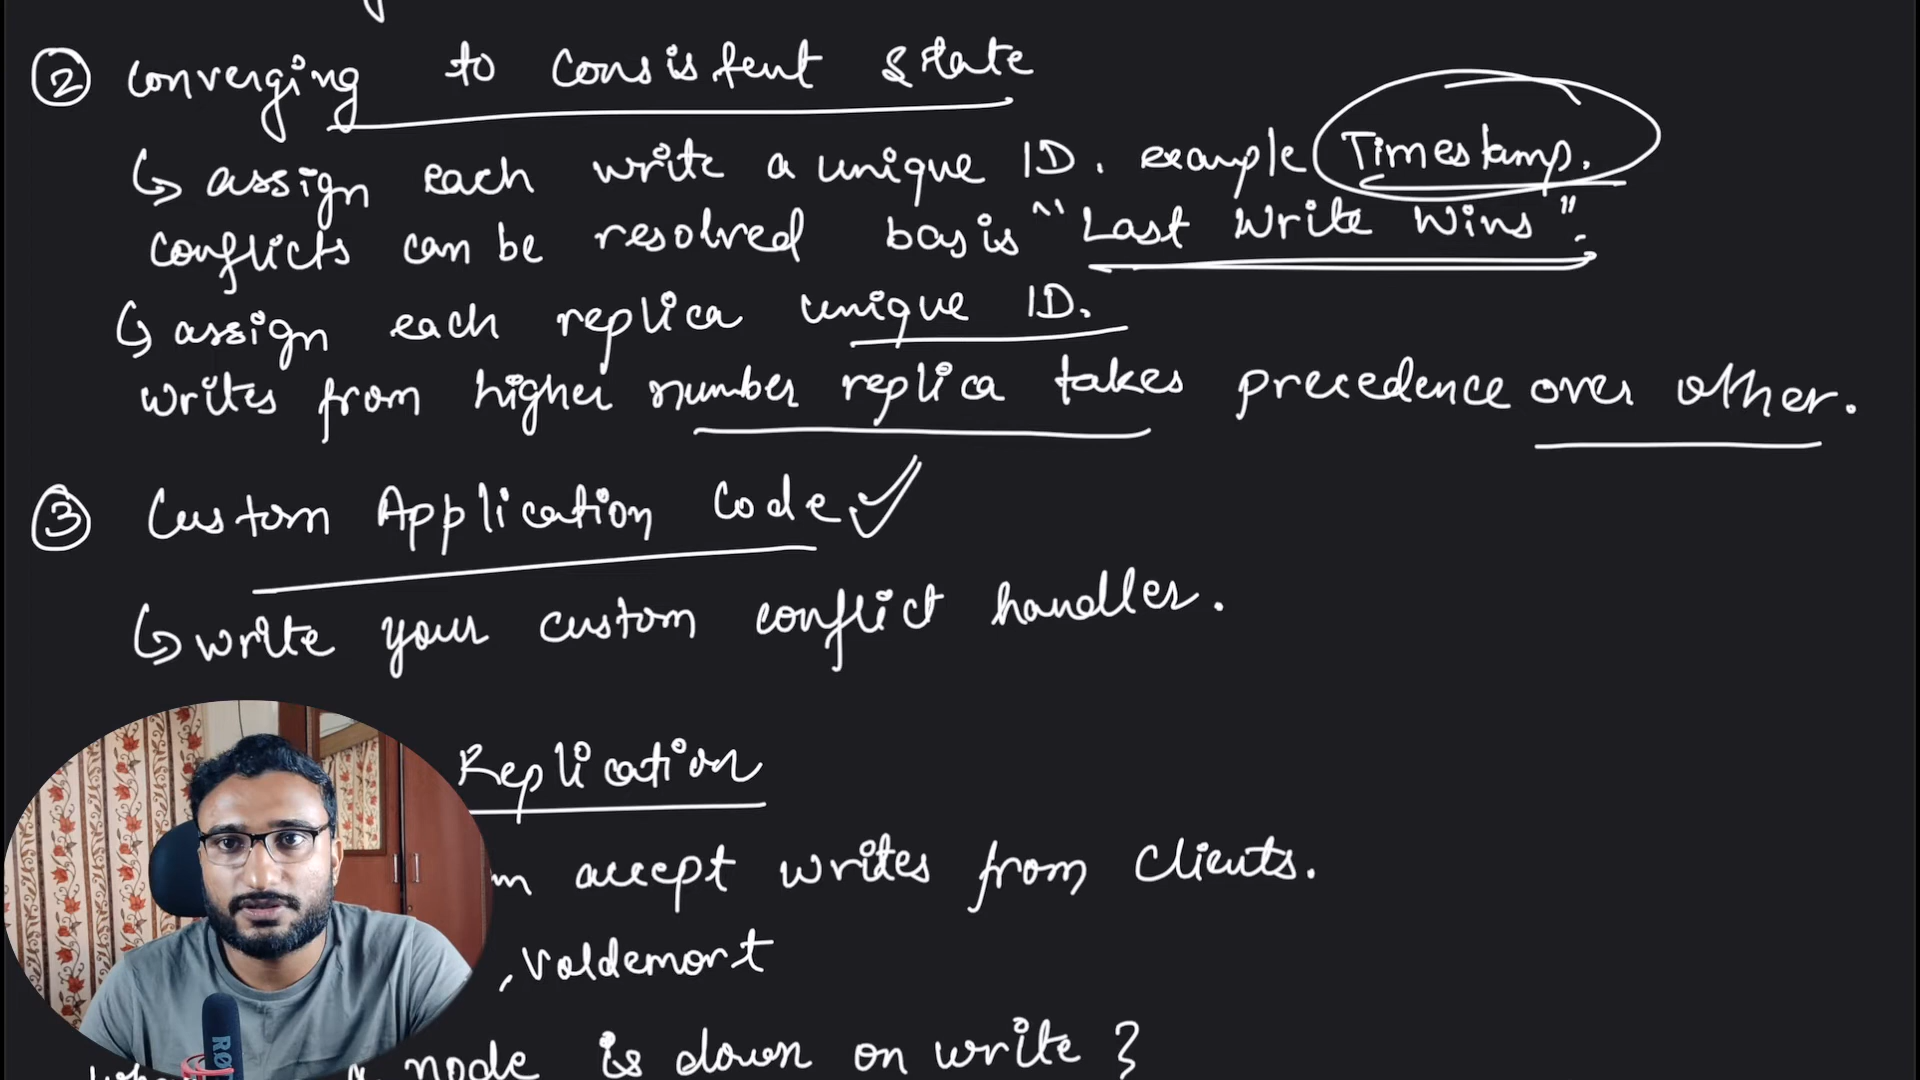 ② Converging to Consistent State
↳ assign each write a unique ID. example Timestamp.
conflicts can be resolved basis "Last Write Wins".
↳ assign each replica unique ID.
writes from higher number replica takes precedence over other.
③ Custom Application Code ✓
↳ write your custom conflict handler.
Replication
accept writes from Clients.
, Voldemort
node is down on write ?
RØ